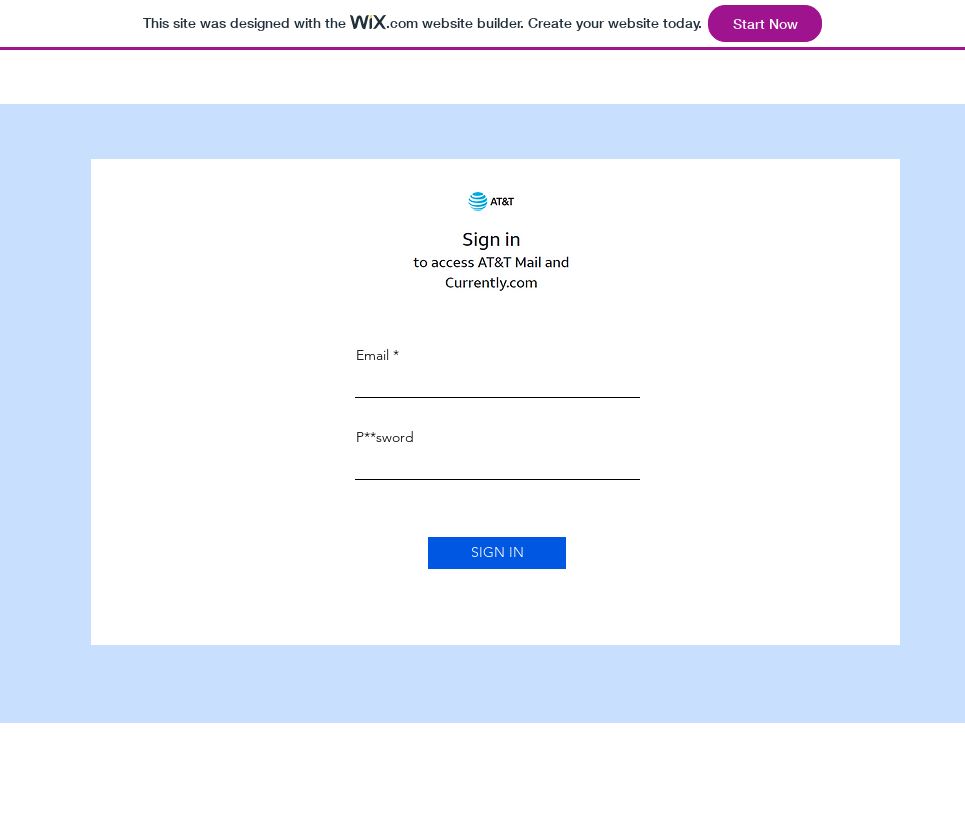 This site was designed with the WiX.com website builder. Create your website today.
Start Now
AT&T
Sign in
to access AT&T Mail and
Currently.com
Email *
P**sword
SIGN IN